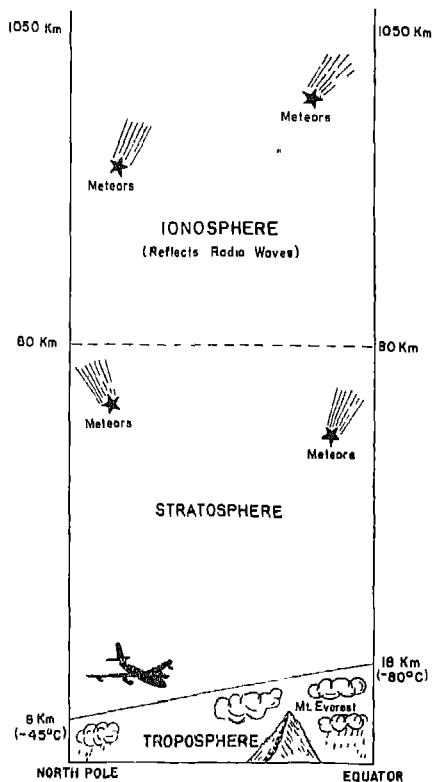 1050 Km
1050 Km
Meteors
Meteors
IONOSPHERE
(Reflects Radio Waves)
80 Km
80 Km
Meteors
Meteors
STRATOSPHERE
18 Km
(-80°C)
8 Km
(-45°C)
Mt. Everest
TROPOSPHERE
NORTH POLE
EQUATOR